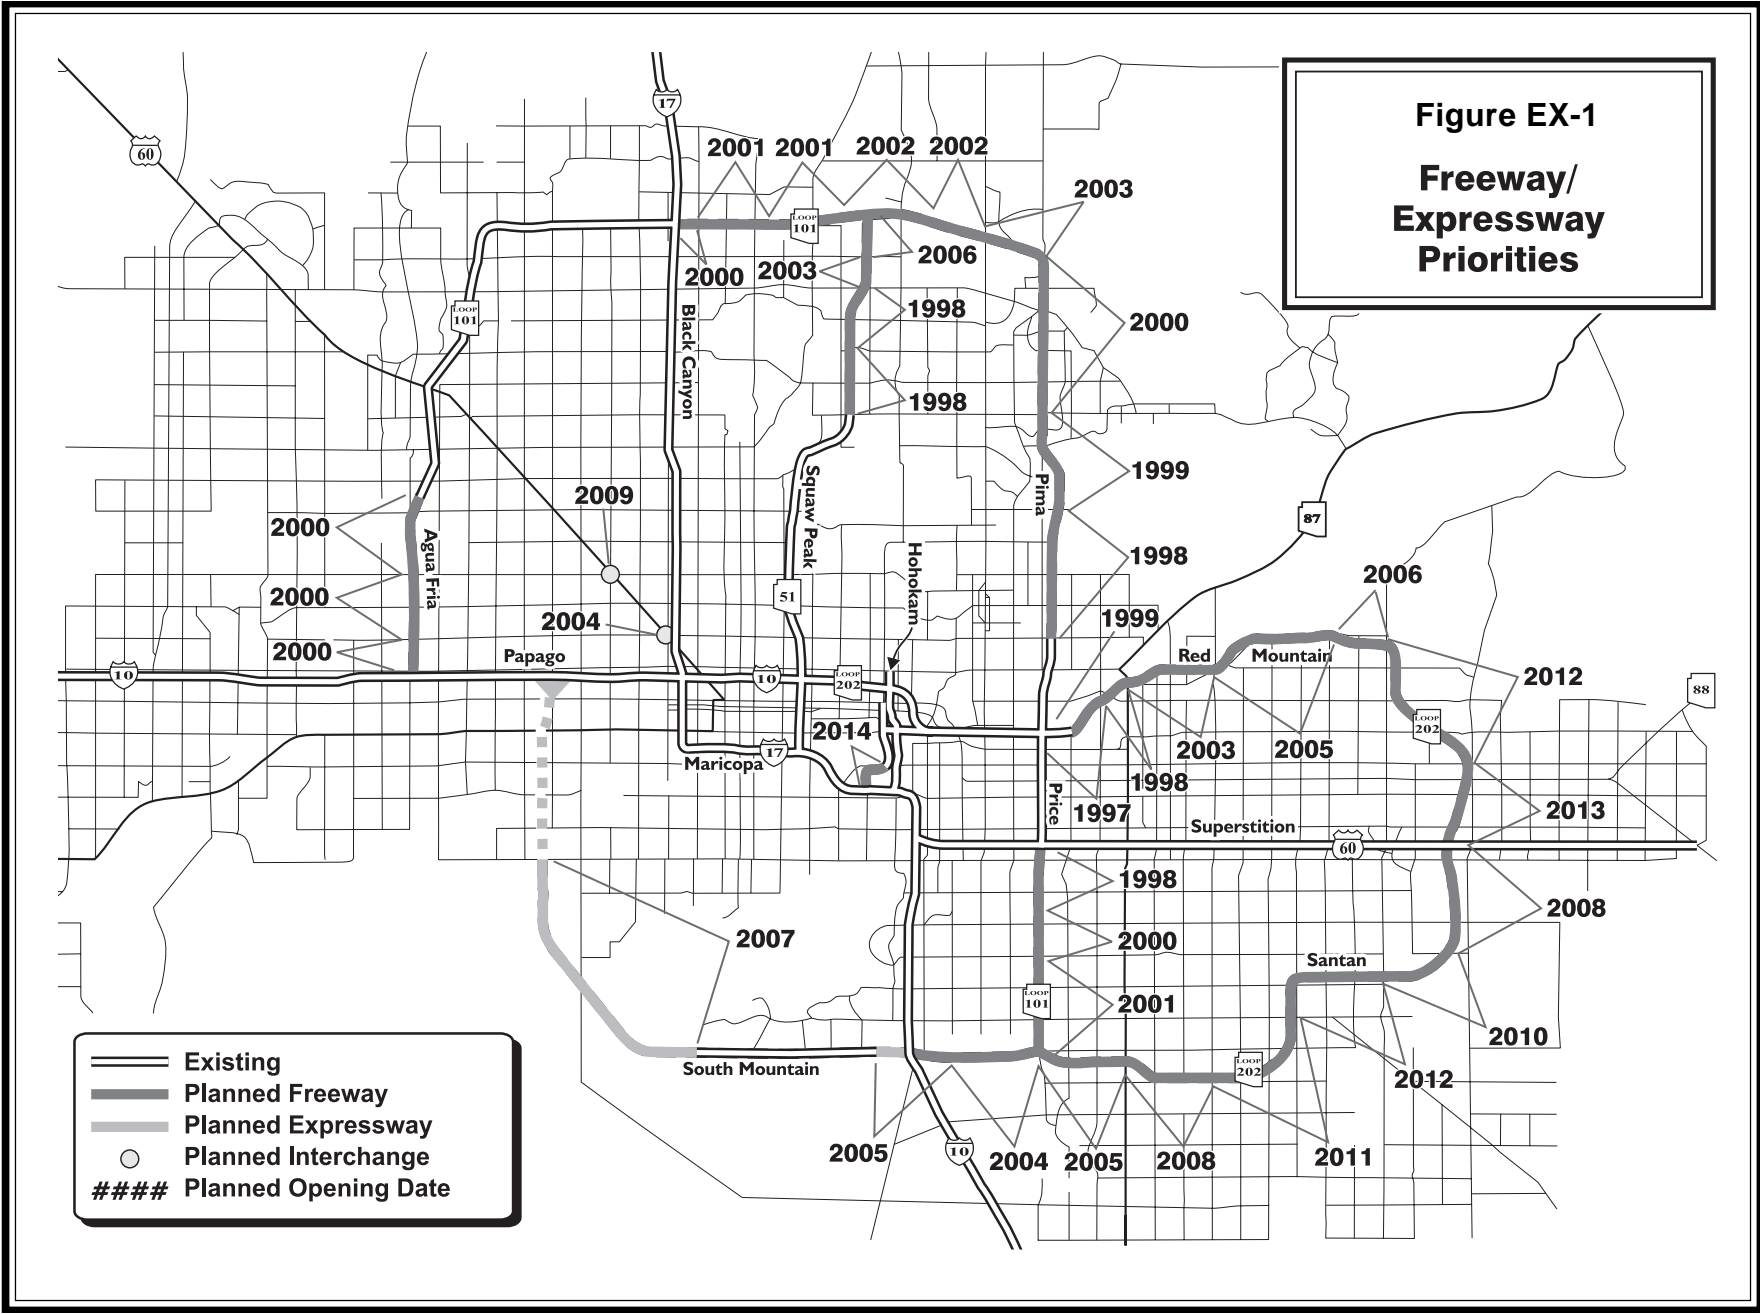 Figure EX-1
Freeway/
Expressway
Priorities
17
60
2001 2001 2002 2002
2003
LOOP
101
2006
2000
2003
1998
2000
LOOP
101
Black Canyon
1998
1999
Squaw Peak
Pima
2009
87
2000
Agua Fria
Hohokam
1998
2006
2000
51
2004
1999
2000
Papago
Red
Mountain
10
10
LOOP
202
2012
88
2014
LOOP
202
17
Maricopa
2003
2005
1998
Price
1997
2013
Superstition
60
1998
2008
2007
2000
Santan
LOOP
101
2001
2010
South Mountain
LOOP
202
2012
2005
10
2004
2005
2008
2011
Existing
Planned Freeway
Planned Expressway
Planned Interchange
#### Planned Opening Date